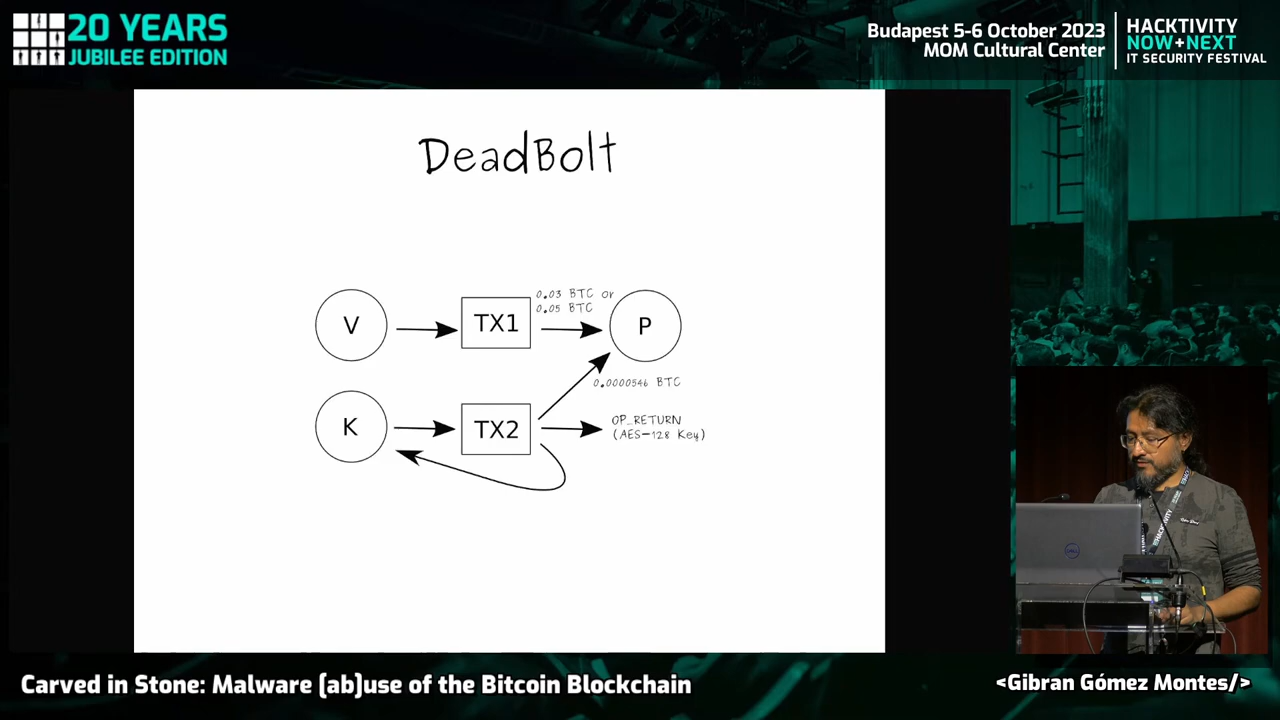 20 YEARS
JUBILEE EDITION
Budapest 5-6 October 2023
MOM Cultural Center
HACKTIVITY
NOW+NEXT
IT SECURITY FESTIVAL
DeadBolt
V
TX1
0.03 BTC or
0.05 BTC
P
0.0000546 BTC
K
TX2
OP_RETURN
(AES-128 Key)
DELL
Carved in Stone: Malware [ab]use of the Bitcoin Blockchain
<Gibran Gómez Montes/>